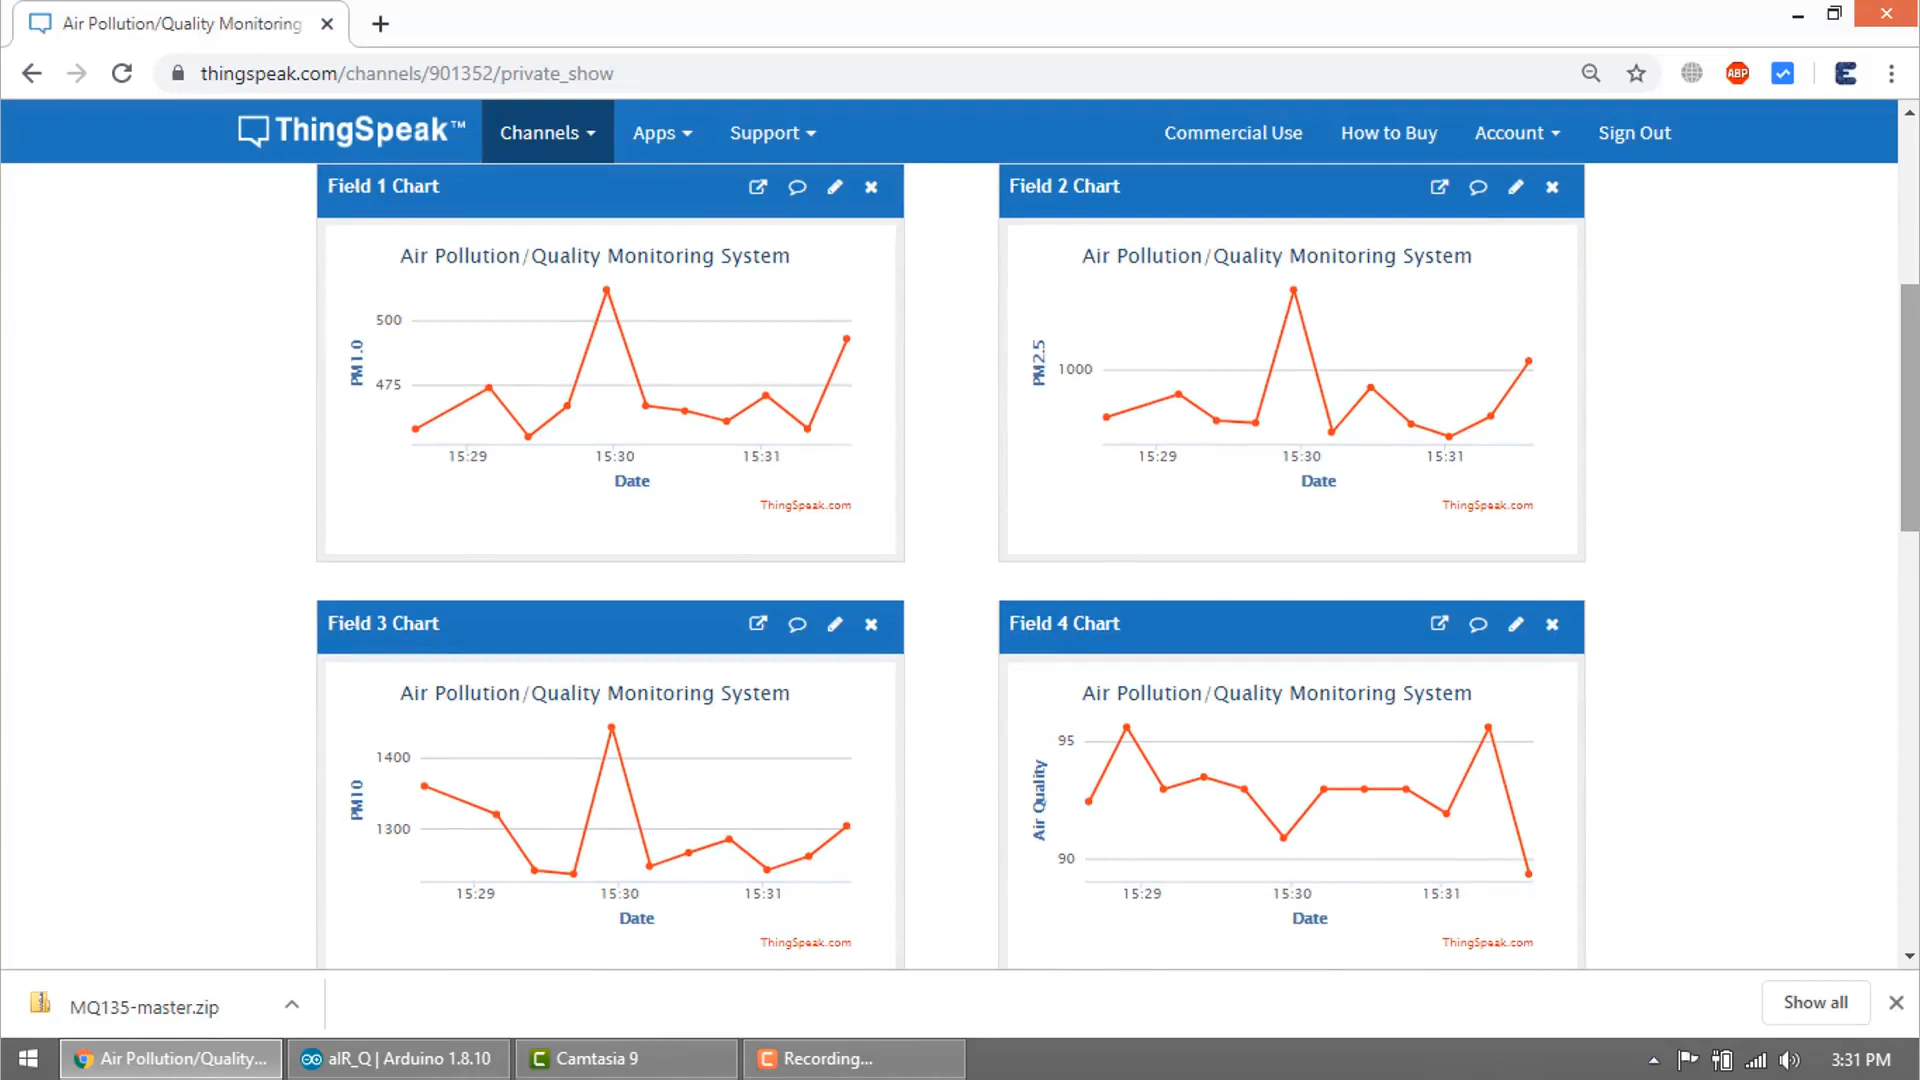 Air Pollution/Quality Monitoring
thingspeak.com/channels/901352/private_show
ABP
ThingSpeak™ Channels Apps Support Commercial Use How to Buy Account Sign Out
Field 1 Chart
Air Pollution/Quality Monitoring System
PM1.0
500
475
15:29 15:30 15:31
Date
ThingSpeak.com
Field 2 Chart
Air Pollution/Quality Monitoring System
PM2.5
1000
15:29 15:30 15:31
Date
ThingSpeak.com
Field 3 Chart
Air Pollution/Quality Monitoring System
PM10
1400
1300
15:29 15:30 15:31
Date
ThingSpeak.com
Field 4 Chart
Air Pollution/Quality Monitoring System
Air Quality
95
90
15:29 15:30 15:31
Date
ThingSpeak.com
MQ135-master.zip
Show all
Air Pollution/Quality... aIR_Q | Arduino 1.8.10 Camtasia 9 Recording... 3:31 PM